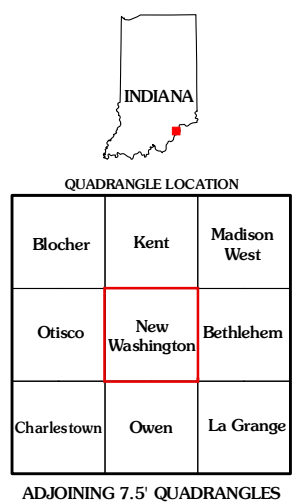 INDIANA
QUADRANGLE LOCATION
Blocher
Kent
Madison
West
Otisco
New
Washington
Bethlehem
Charlestown
Owen
La Grange
ADJOINING 7.5' QUADRANGLES